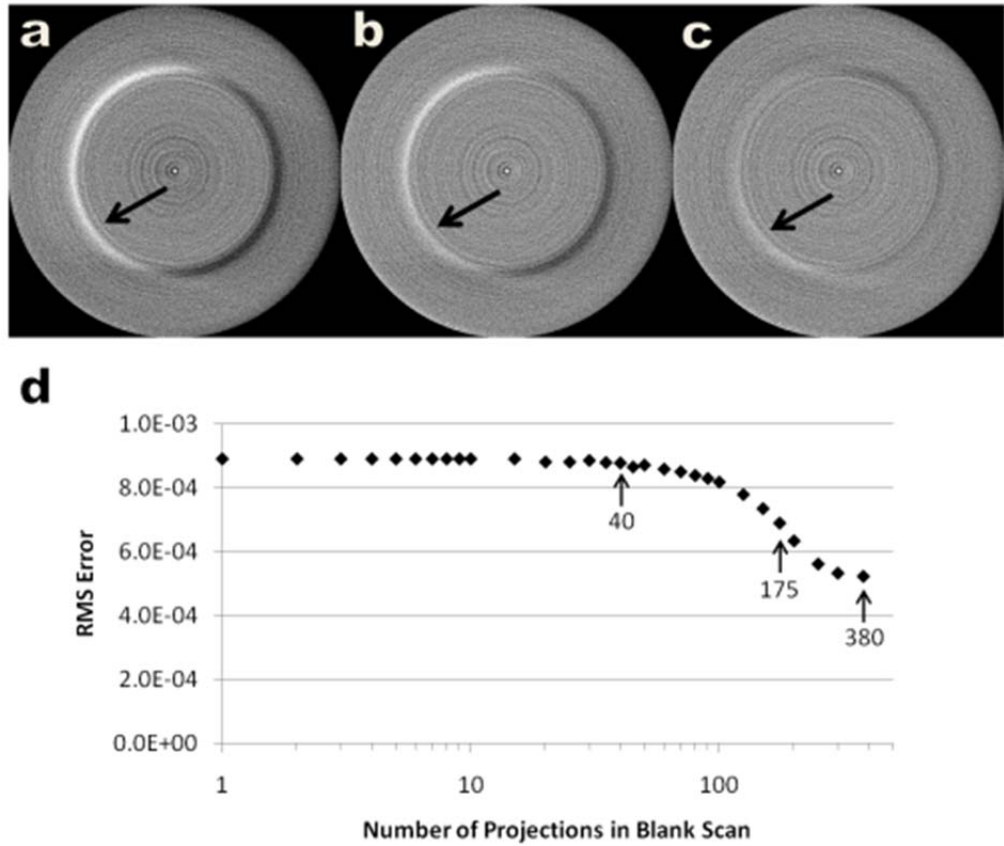 a b c
d
1.0E-03
8.0E-04
6.0E-04
4.0E-04
2.0E-04
0.0E+00
RMS Error
40
175
380
1 10 100
Number of Projections in Blank Scan